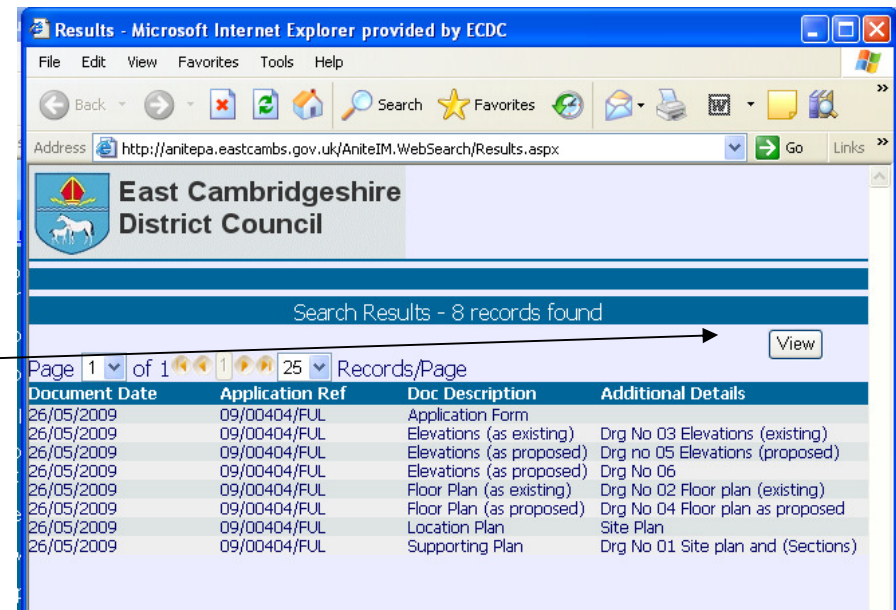 Results - Microsoft Internet Explorer provided by ECDC
File Edit View Favorites Tools Help
Back Search Favorites
Address http://anitepa.eastcambs.gov.uk/AniteIM.WebSearch/Results.aspx Go Links
East Cambridgeshire
District Council
Search Results - 8 records found
View
Page 1 of 1 1 25 Records/Page
Document Date Application Ref Doc Description Additional Details
26/05/2009 09/00404/FUL Application Form
26/05/2009 09/00404/FUL Elevations (as existing) Drg No 03 Elevations (existing)
26/05/2009 09/00404/FUL Elevations (as proposed) Drg no 05 Elevations (proposed)
26/05/2009 09/00404/FUL Elevations (as proposed) Drg No 06
26/05/2009 09/00404/FUL Floor Plan (as existing) Drg No 02 Floor plan (existing)
26/05/2009 09/00404/FUL Floor Plan (as proposed) Drg No 04 Floor plan as proposed
26/05/2009 09/00404/FUL Location Plan Site Plan
26/05/2009 09/00404/FUL Supporting Plan Drg No 01 Site plan and (Sections)